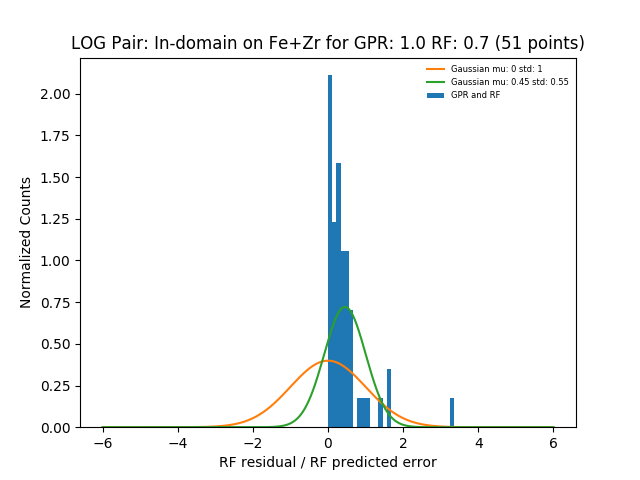 LOG Pair: In-domain on Fe+Zr for GPR: 1.0 RF: 0.7 (51 points)
Gaussian mu: 0 std: 1
Gaussian mu: 0.45 std: 0.55
GPR and RF
Normalized Counts
2.00
1.75
1.50
1.25
1.00
0.75
0.50
0.25
0.00
−6 −4 −2 0 2 4 6
RF residual / RF predicted error